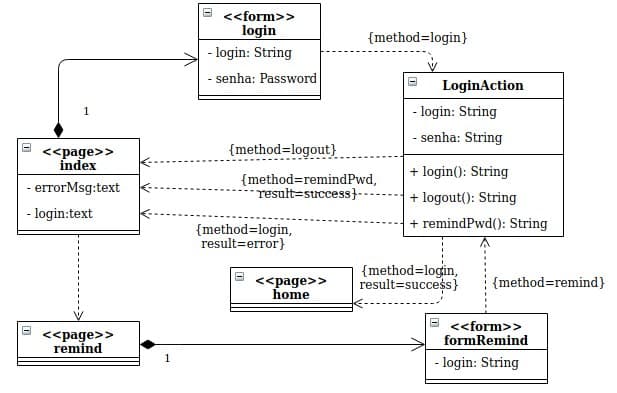 <<form>>
login
- login: String
- senha: Password
{method=login}
LoginAction
- login: String
- senha: String
+ login(): String
+ logout(): String
+ remindPwd(): String
1
<<page>>
index
- errorMsg:text
- login:text
{method=logout}
{method=remindPwd,
result=success}
{method=login,
result=error}
<<page>>
home
{method=login,
result=success}
{method=remind}
<<page>>
remind
1
<<form>>
formRemind
- login: String